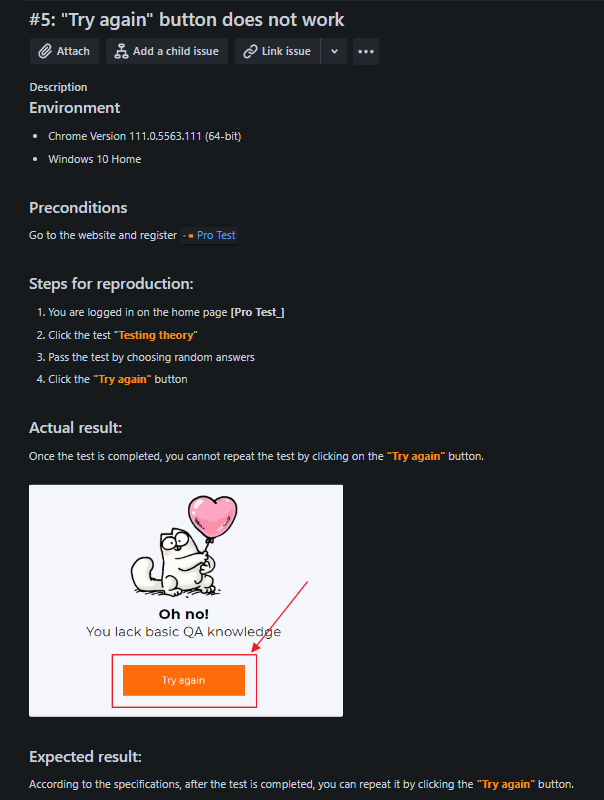 #5: "Try again" button does not work
Attach Add a child issue Link issue
Description
Environment
• Chrome Version 111.0.5563.111 (64-bit)
• Windows 10 Home
Preconditions
Go to the website and register Pro Test
Steps for reproduction:
1. You are logged in on the home page [Pro Test_]
2. Click the test "Testing theory"
3. Pass the test by choosing random answers
4. Click the "Try again" button
Actual result:
Once the test is completed, you cannot repeat the test by clicking on the "Try again" button.
Oh no!
You lack basic QA knowledge
Try again
Expected result:
According to the specifications, after the test is completed, you can repeat it by clicking the "Try again" button.